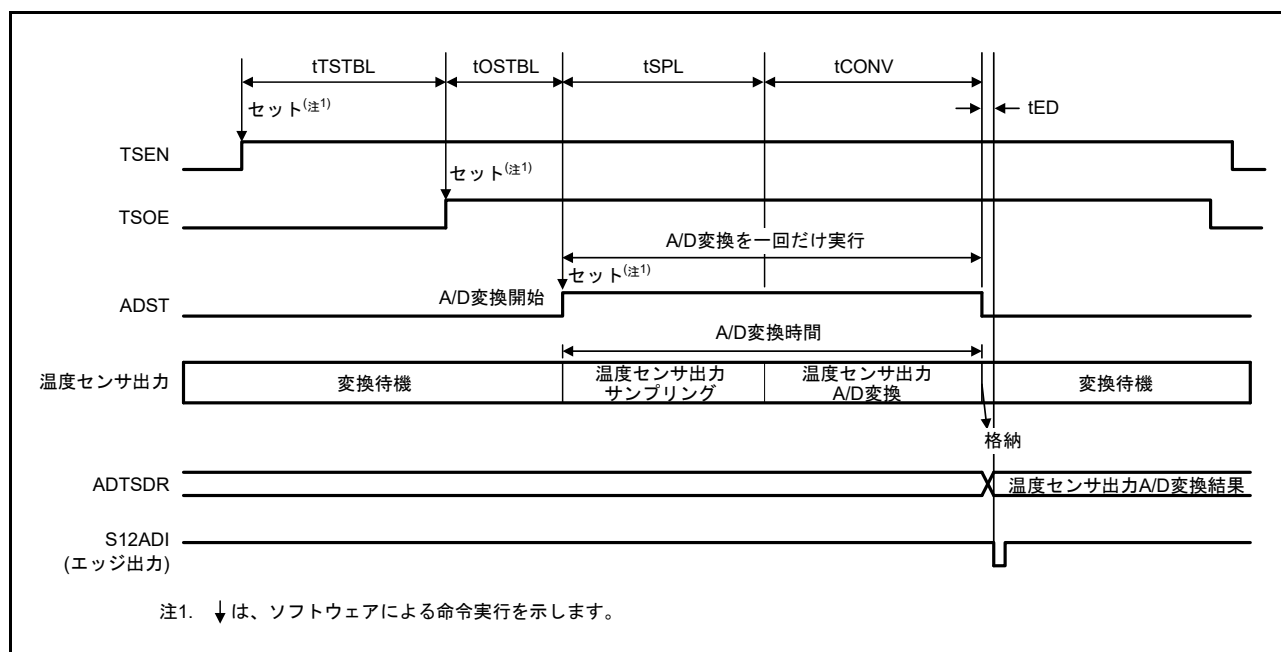 tTSTBL tOSTBL tSPL tCONV
tED
セット(注1)
TSEN
セット(注1)
TSOE
A/D変換を一回だけ実行
セット(注1)
A/D変換開始
ADST
A/D変換時間
温度センサ出力
変換待機
温度センサ出力
サンプリング
温度センサ出力
A/D変換
変換待機
格納
ADTSDR
温度センサ出力A/D変換結果
S12ADI
(エッジ出力)
注1. ↓は、ソフトウェアによる命令実行を示します。